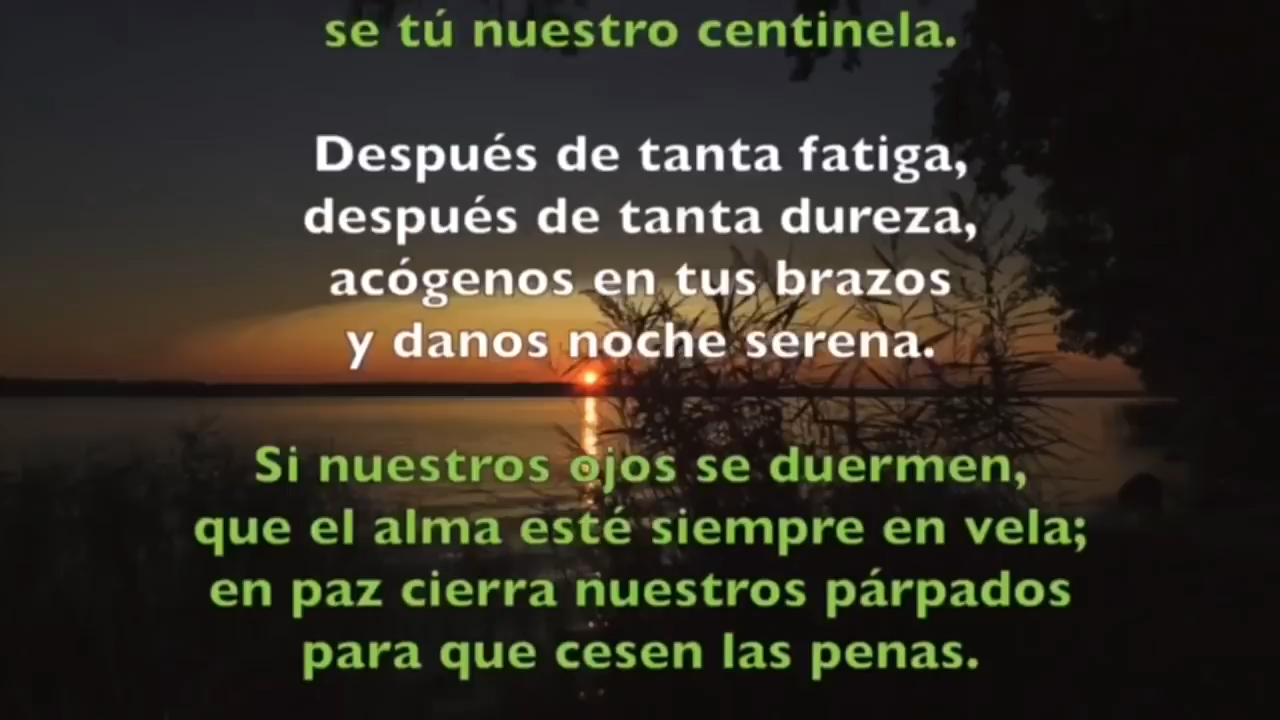 se tú nuestro centinela.
Después de tanta fatiga,
después de tanta dureza,
acógenos en tus brazos
y danos noche serena.
Si nuestros ojos se duermen,
que el alma esté siempre en vela;
en paz cierra nuestros párpados
para que cesen las penas.